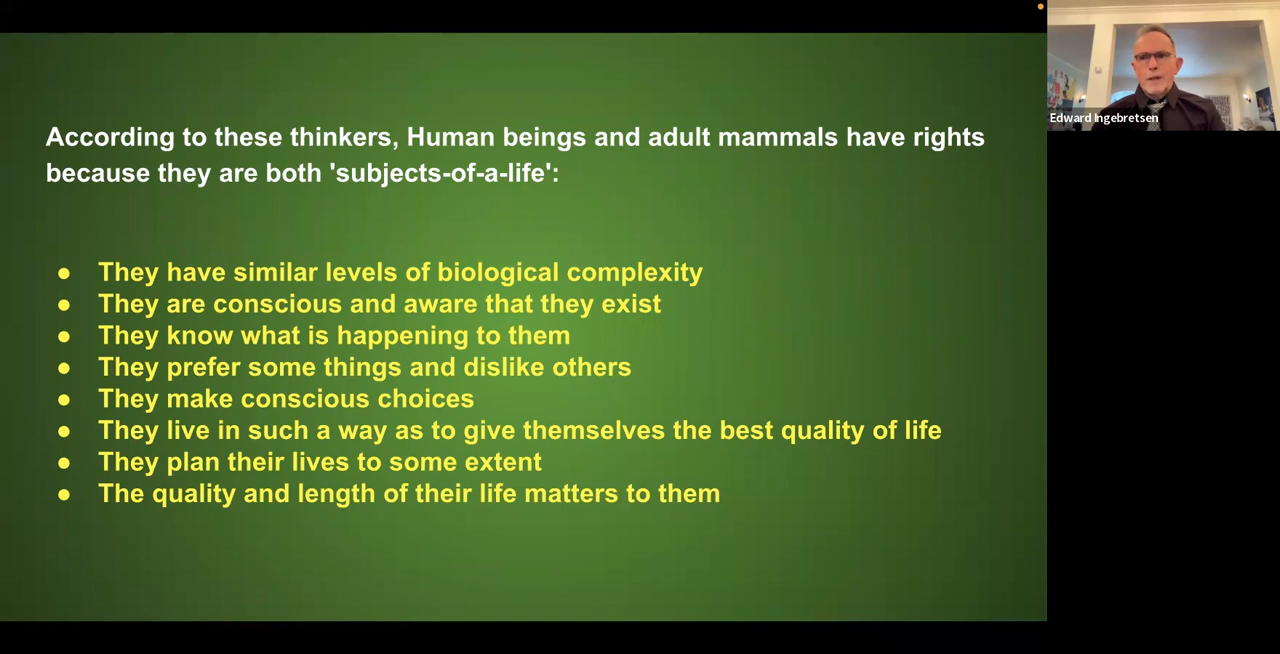 According to these thinkers, Human beings and adult mammals have rights
because they are both 'subjects-of-a-life':
● They have similar levels of biological complexity
● They are conscious and aware that they exist
● They know what is happening to them
● They prefer some things and dislike others
● They make conscious choices
● They live in such a way as to give themselves the best quality of life
● They plan their lives to some extent
● The quality and length of their life matters to them
Edward Ingebretsen